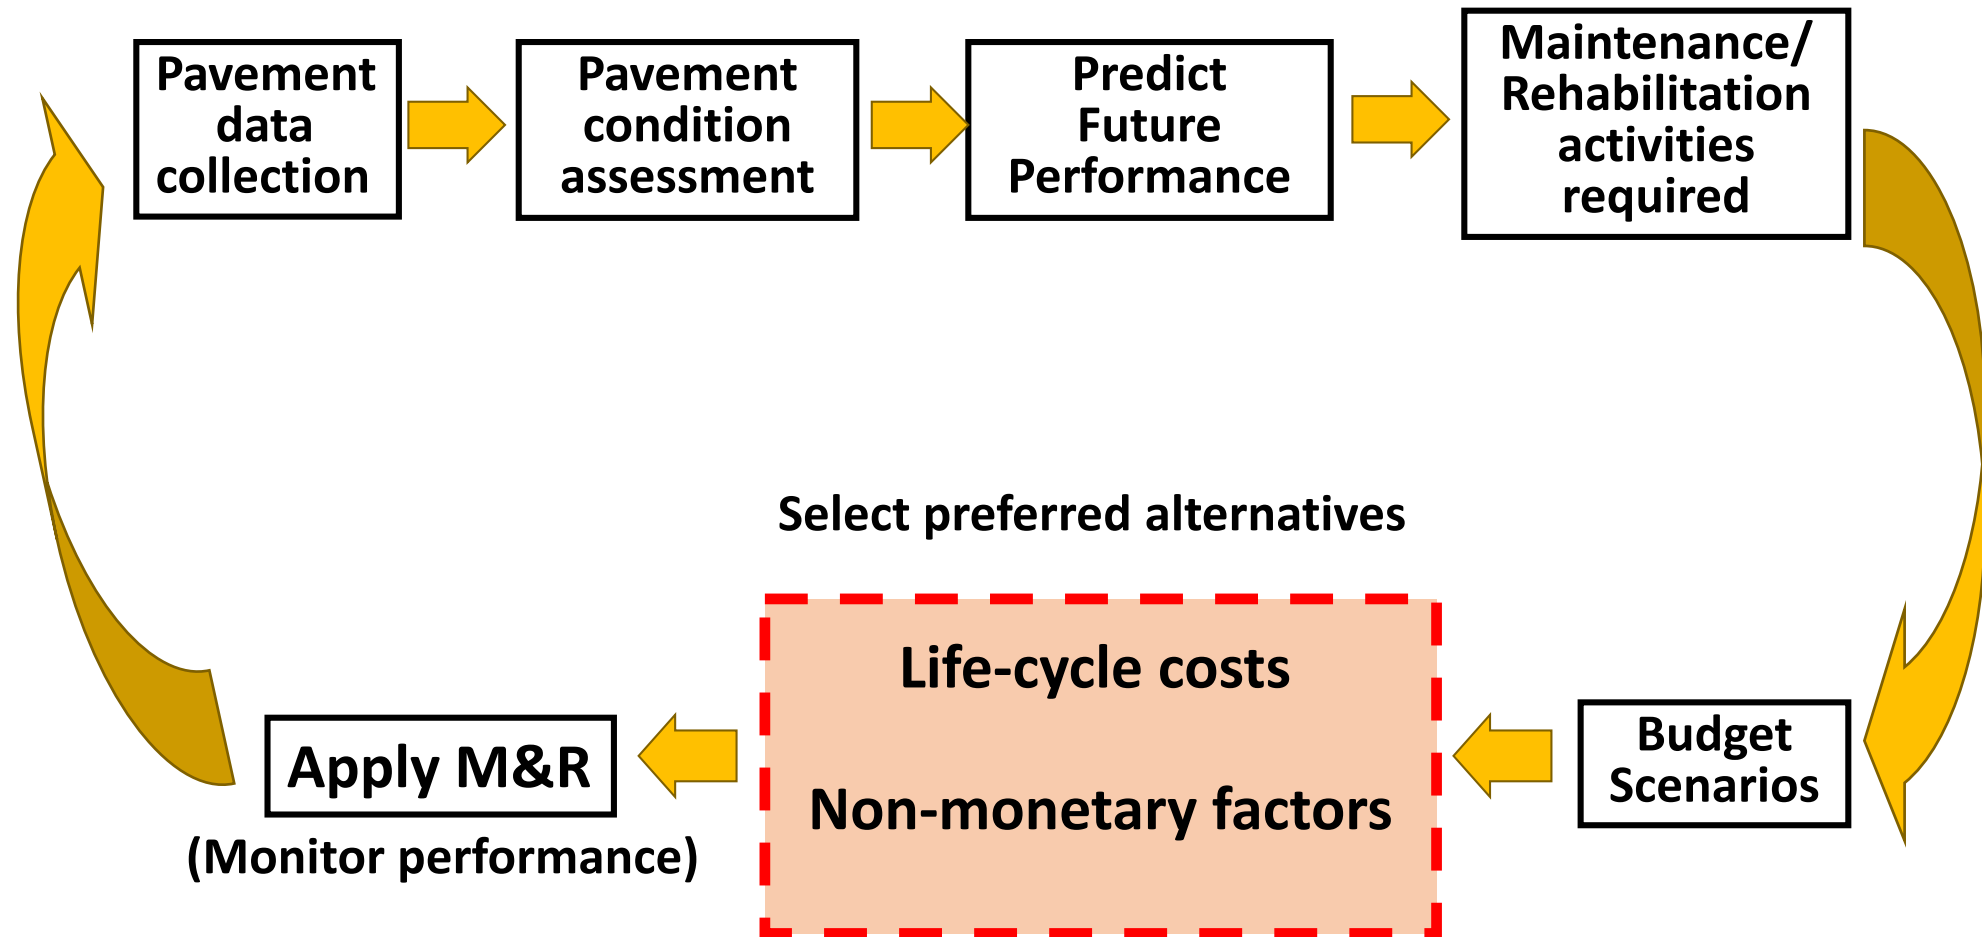 Pavement
data
collection
Pavement
condition
assessment
Predict
Future
Performance
Maintenance/
Rehabilitation
activities
required
Select preferred alternatives
Life-cycle costs
Non-monetary factors
Budget
Scenarios
Apply M&R
(Monitor performance)